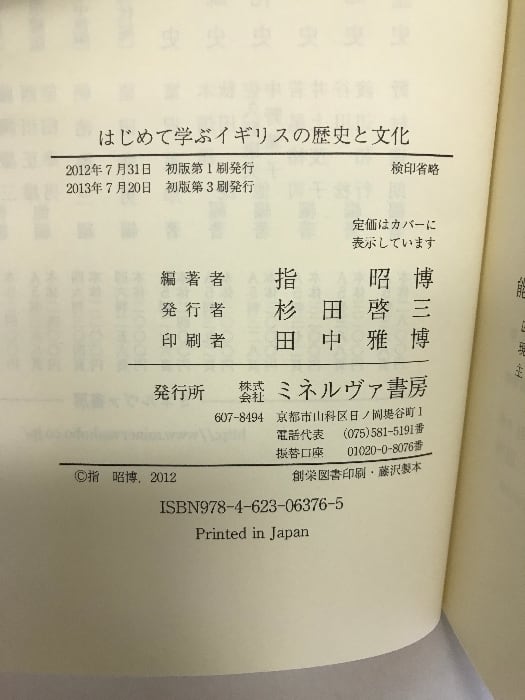 はじめて学ぶイギリスの歴史と文化
2012年7月31日 初版第1刷発行 検印省略
2013年7月20日 初版第3刷発行
定価はカバーに
表示しています
編著者 指 昭博
発行者 杉田啓三
印刷者 田中雅博
発行所 株式会社 ミネルヴァ書房
607-8494 京都市山科区日ノ岡堤谷町1
電話代表 (075)581-5191番
振替口座 01020-0-8076番
©指 昭博, 2012 創栄図書印刷・藤沢製本
ISBN978-4-623-06376-5
Printed in Japan